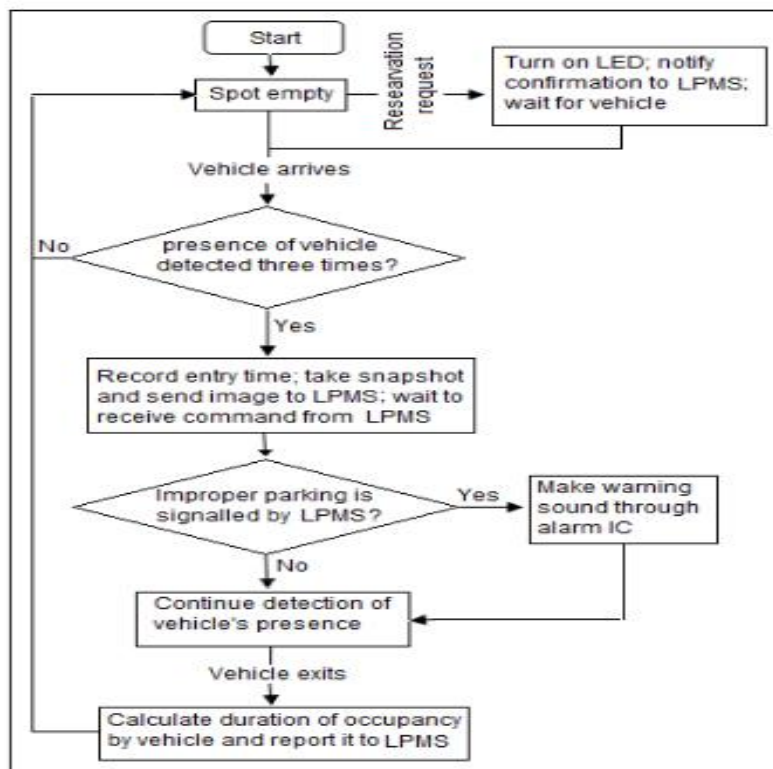 Start
Spot empty
Researvation
request
Turn on LED; notify
confirmation to LPMS;
wait for vehicle
Vehicle arrives
presence of vehicle
detected three times?
No
Yes
Record entry time; take snapshot
and send image to LPMS; wait to
receive command from LPMS
Improper parking is
signalled by LPMS?
Yes
Make warning
sound through
alarm IC
No
Continue detection of
vehicle's presence
Vehicle exits
Calculate duration of occupancy
by vehicle and report it to LPMS